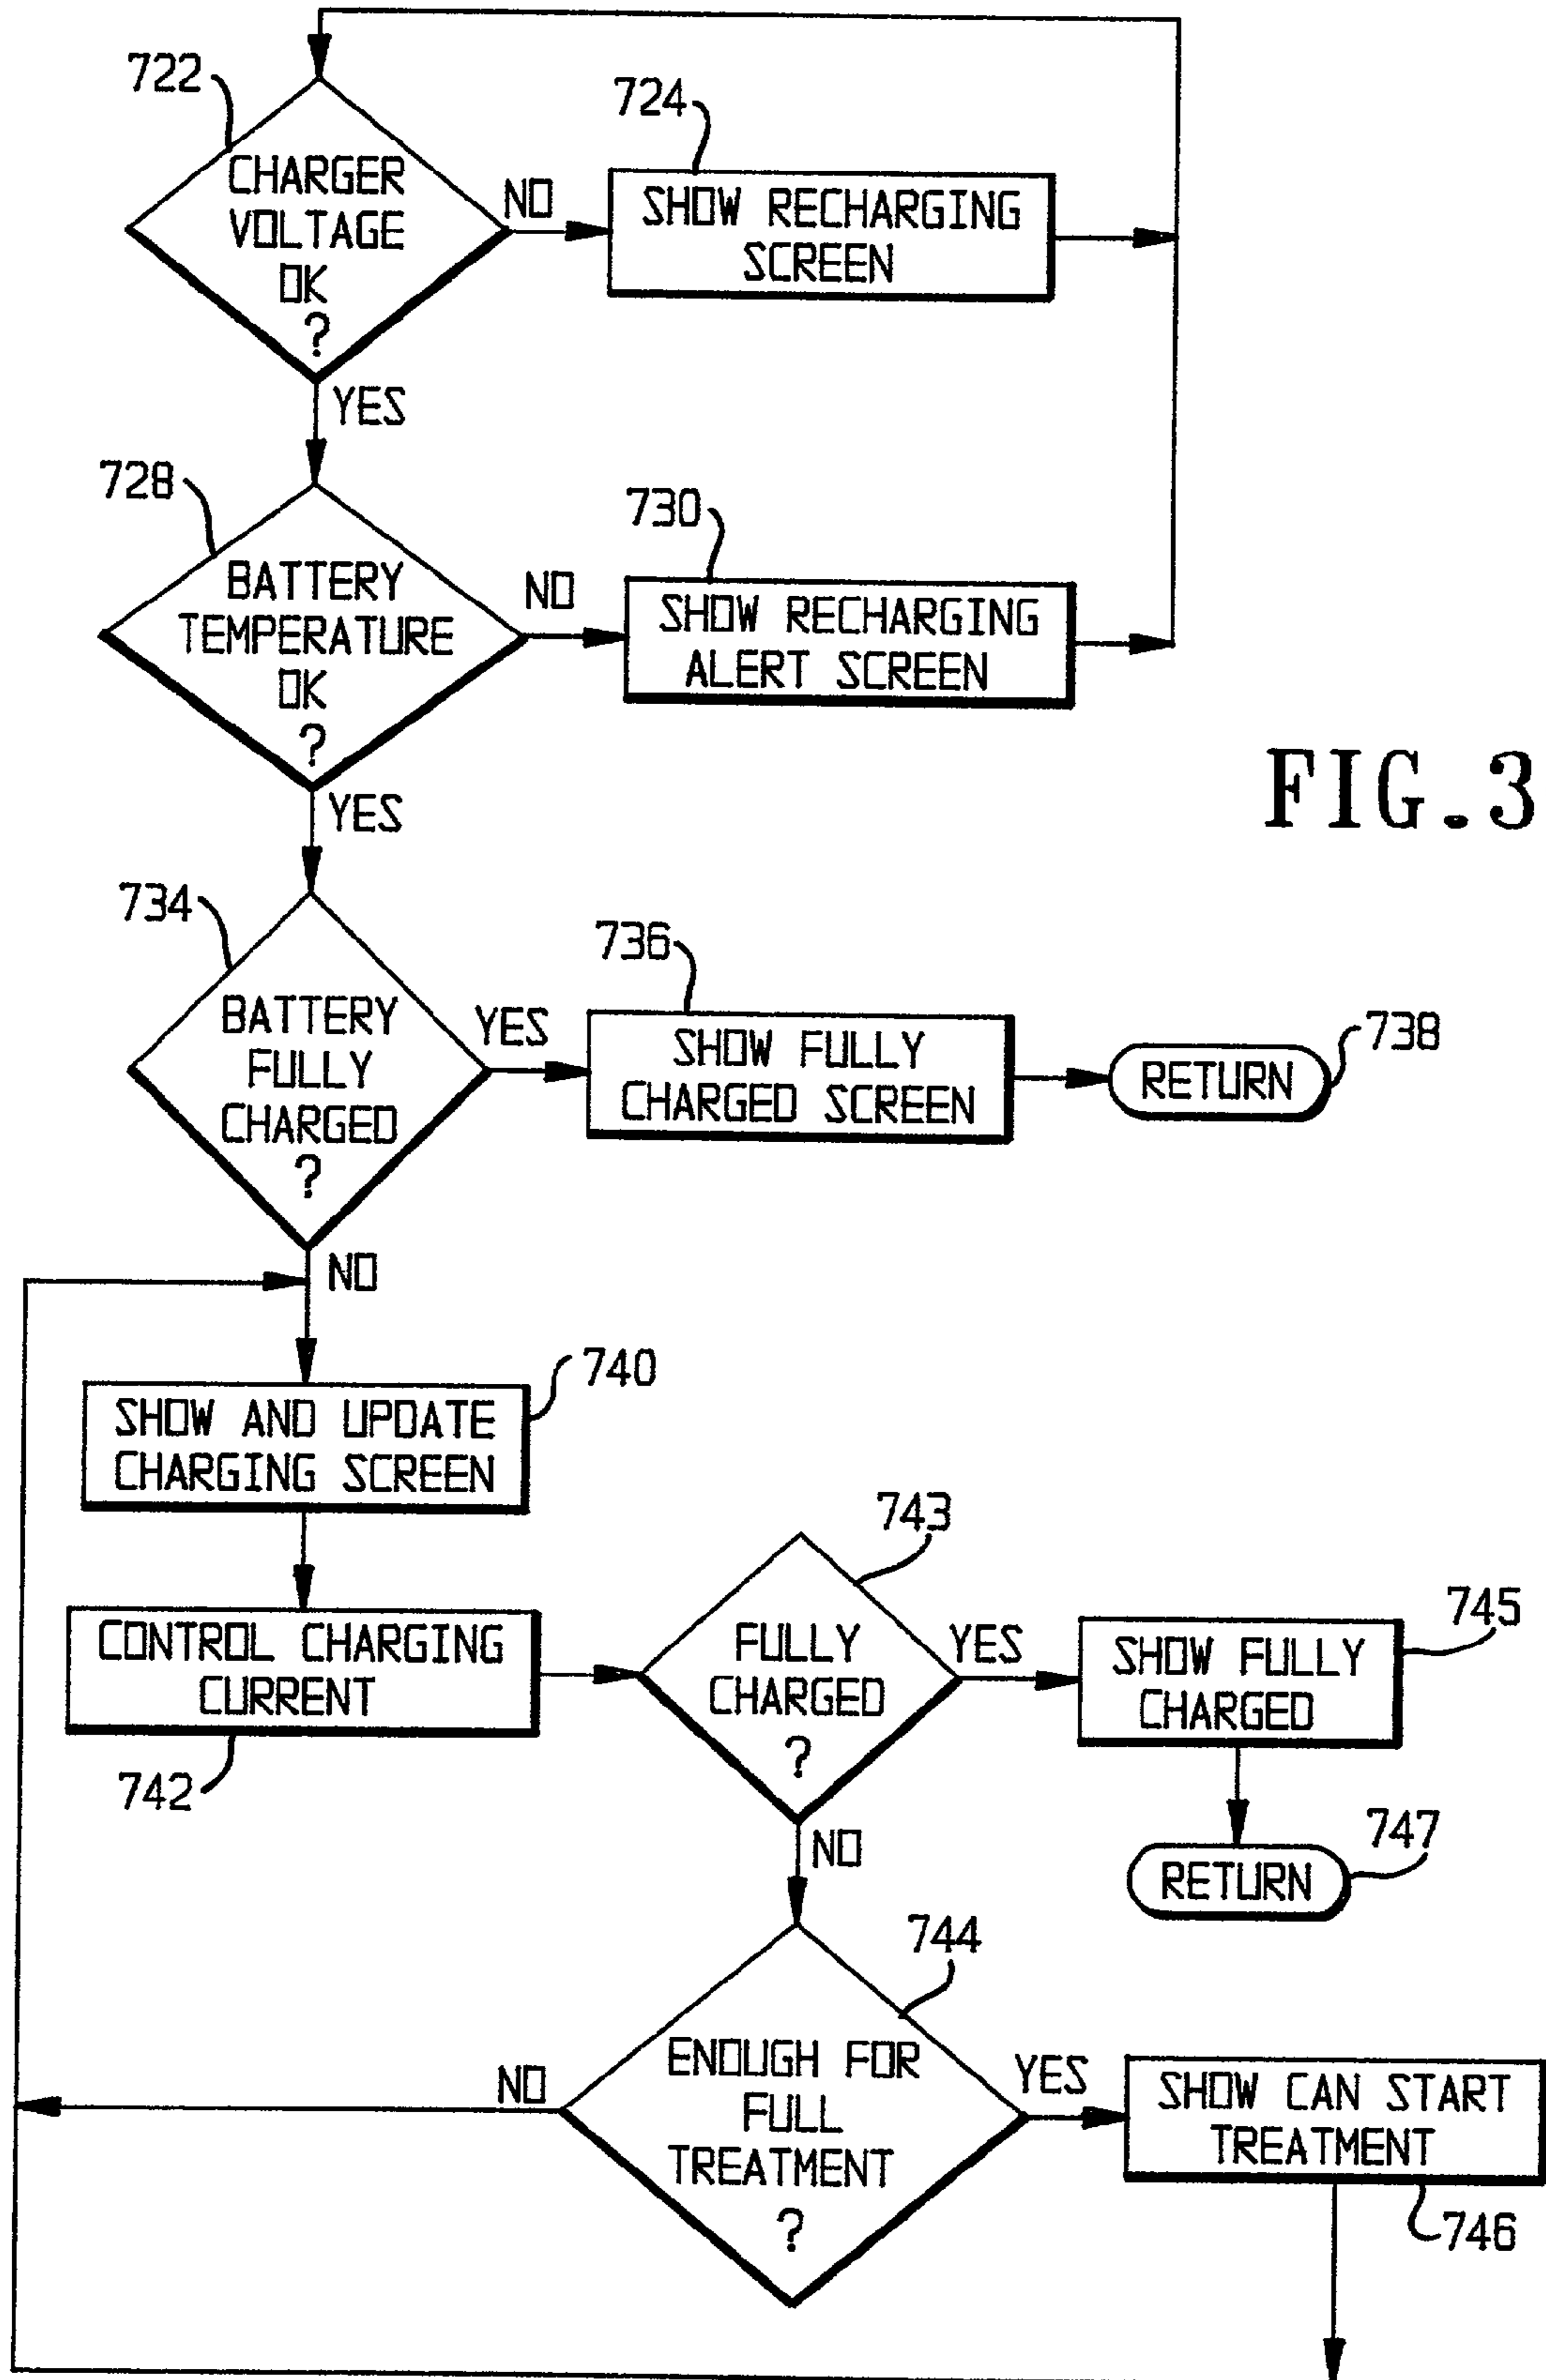 722
CHARGER
VOLTAGE
OK
?
NO
724
SHOW RECHARGING
SCREEN
YES
728
BATTERY
TEMPERATURE
OK
?
NO
730
SHOW RECHARGING
ALERT SCREEN
FIG.3
YES
734
BATTERY
FULLY
CHARGED
?
YES
736
SHOW FULLY
CHARGED SCREEN
RETURN
738
NO
740
SHOW AND UPDATE
CHARGING SCREEN
CONTROL CHARGING
CURRENT
742
743
FULLY
CHARGED
?
YES
745
SHOW FULLY
CHARGED
747
RETURN
NO
744
ENOUGH FOR
FULL
TREATMENT
?
NO
YES
SHOW CAN START
TREATMENT
746